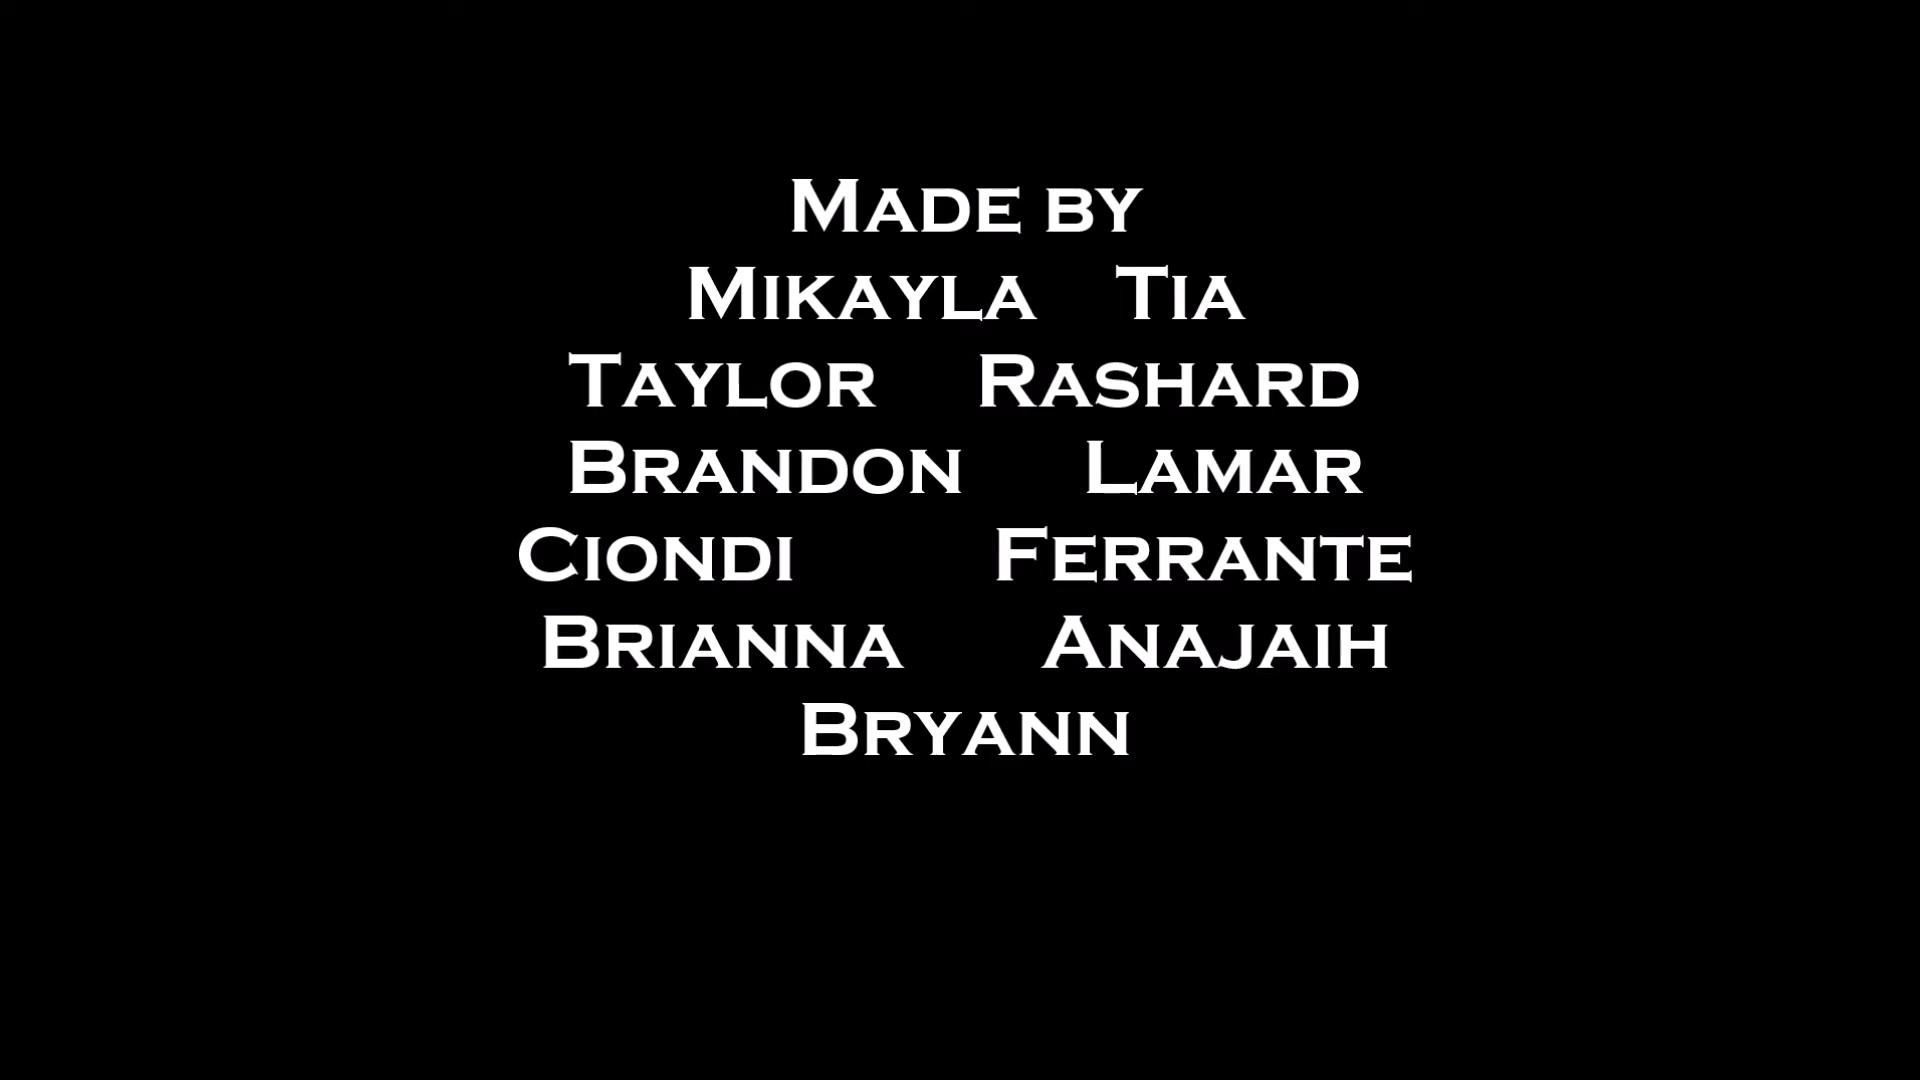 Made by
Mikayla Tia
Taylor Rashard
Brandon Lamar
Ciondi Ferrante
Brianna Anajaih
Bryann